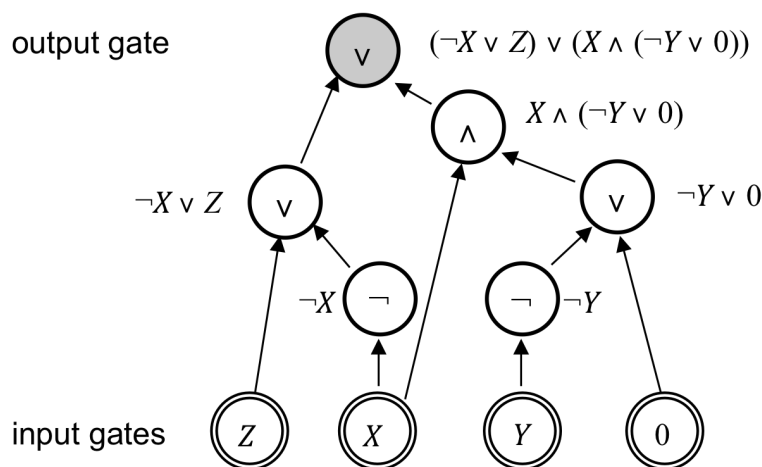 output gate
∨
(¬X ∨ Z) ∨ (X ∧ (¬Y ∨ 0))
∧
X ∧ (¬Y ∨ 0)
¬X ∨ Z
∨
∨
¬Y ∨ 0
¬X
¬
¬
¬Y
input gates
Z
X
Y
0